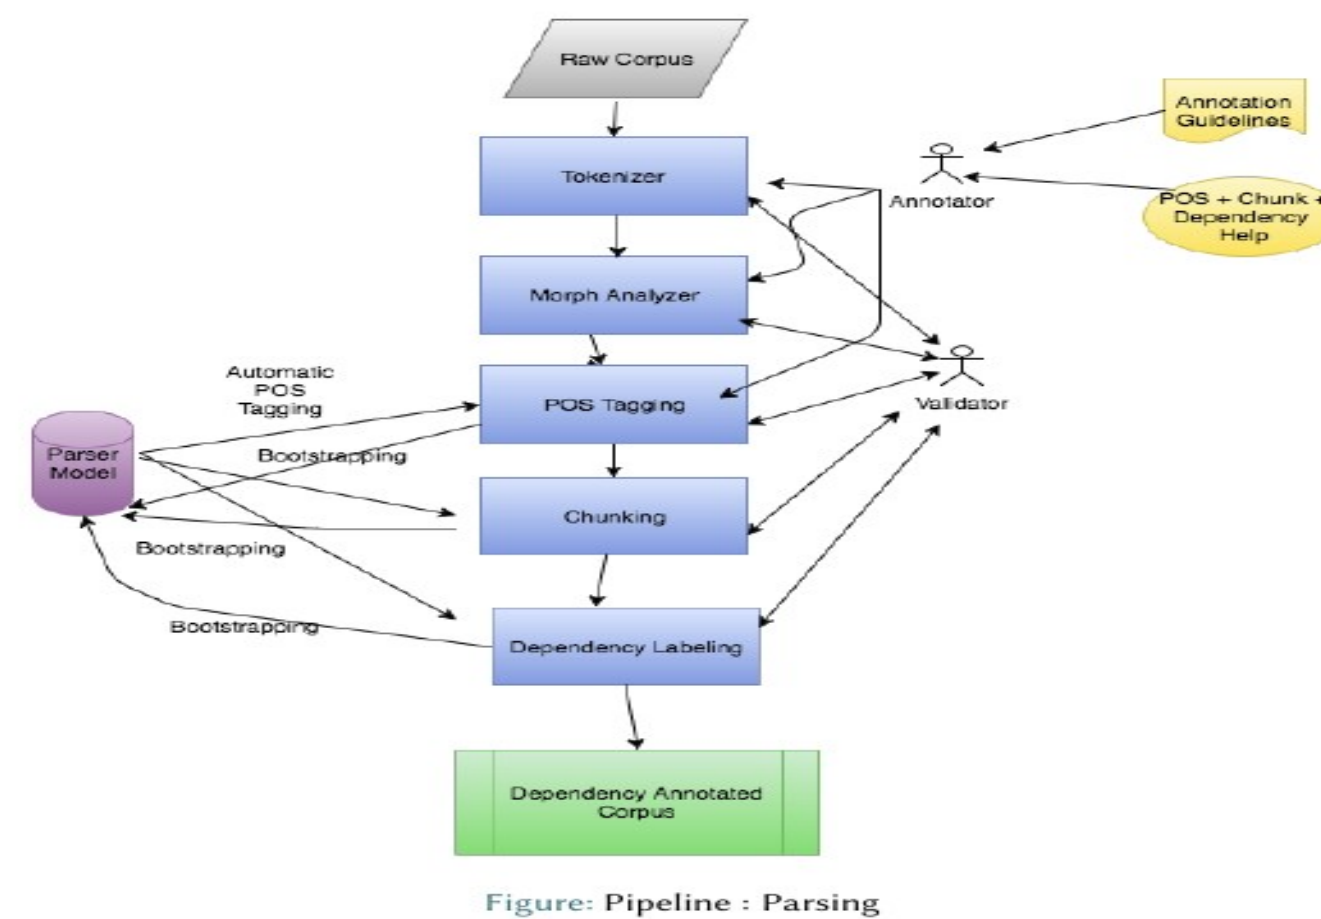 Raw Corpus
Annotation
Guidelines
Tokenizer
Annotator
POS + Chunk +
Dependency
Help
Morph Analyzer
Automatic
POS
Tagging
POS Tagging
Validator
Parser
Model
Bootstrapping
Chunking
Bootstrapping
Bootstrapping
Dependency Labeling
Dependency Annotated
Corpus
Figure: Pipeline : Parsing